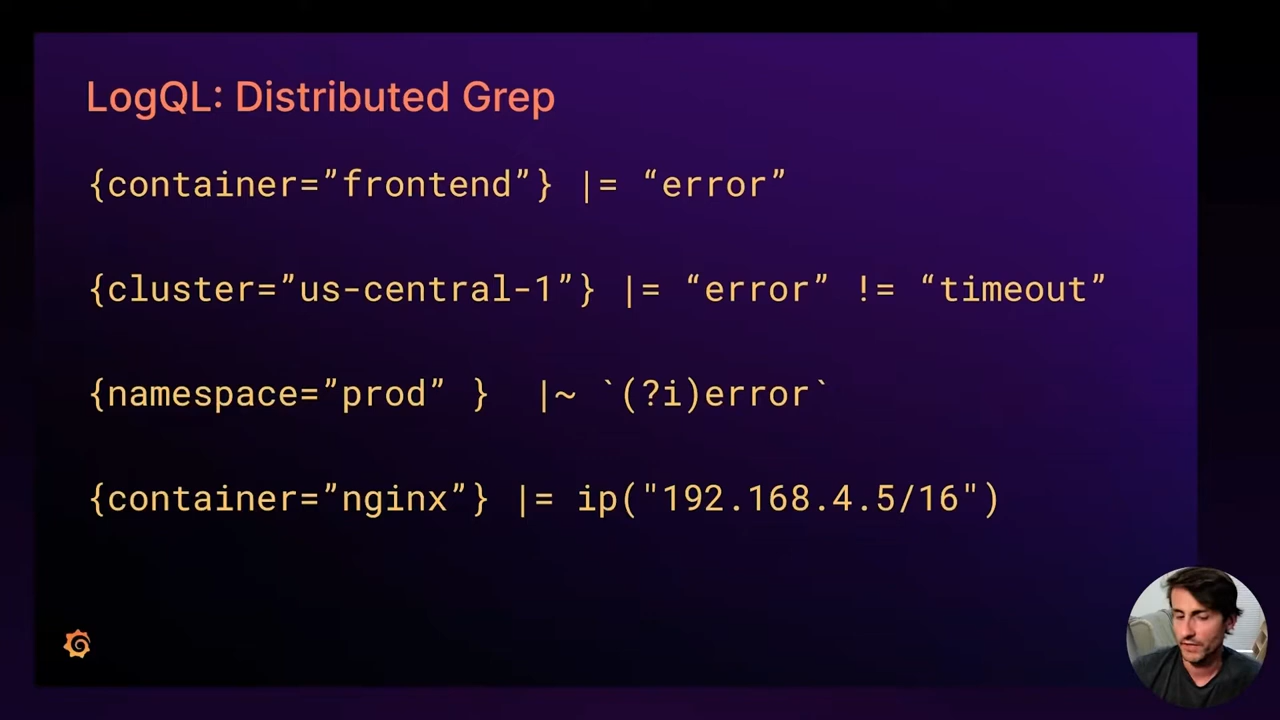 LogQL: Distributed Grep
{container=”frontend”} |= “error”
{cluster=”us-central-1”} |= “error” != “timeout”
{namespace=”prod” }  |~ `(?i)error`
{container=”nginx”} |= ip("192.168.4.5/16")